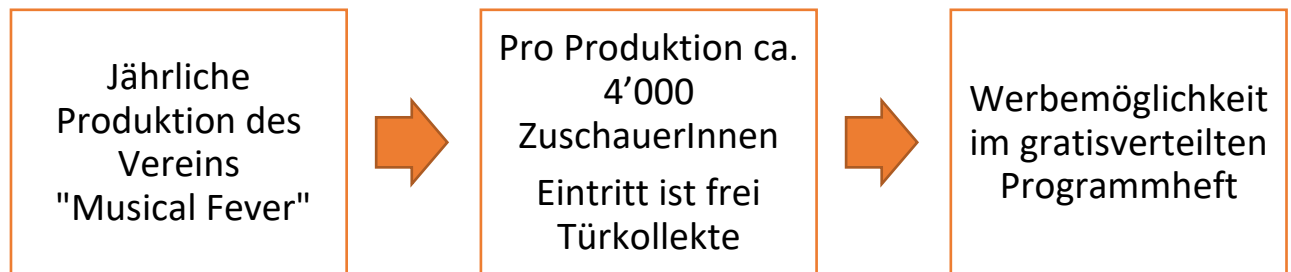 Jährliche
Produktion des
Vereins
"Musical Fever"
Pro Produktion ca.
4’000
ZuschauerInnen
Eintritt ist frei
Türkollekte
Werbemöglichkeit
im gratisverteilten
Programmheft